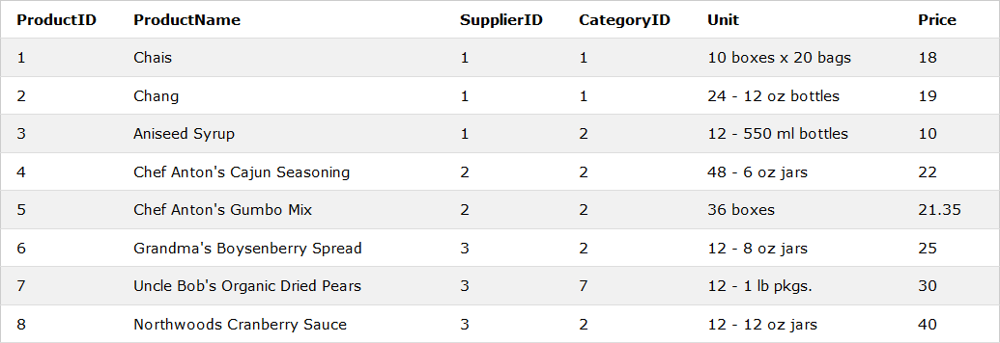 ProductID ProductName SupplierID CategoryID Unit Price
1 Chais 1 1 10 boxes x 20 bags 18
2 Chang 1 1 24 - 12 oz bottles 19
3 Aniseed Syrup 1 2 12 - 550 ml bottles 10
4 Chef Anton's Cajun Seasoning 2 2 48 - 6 oz jars 22
5 Chef Anton's Gumbo Mix 2 2 36 boxes 21.35
6 Grandma's Boysenberry Spread 3 2 12 - 8 oz jars 25
7 Uncle Bob's Organic Dried Pears 3 7 12 - 1 lb pkgs. 30
8 Northwoods Cranberry Sauce 3 2 12 - 12 oz jars 40